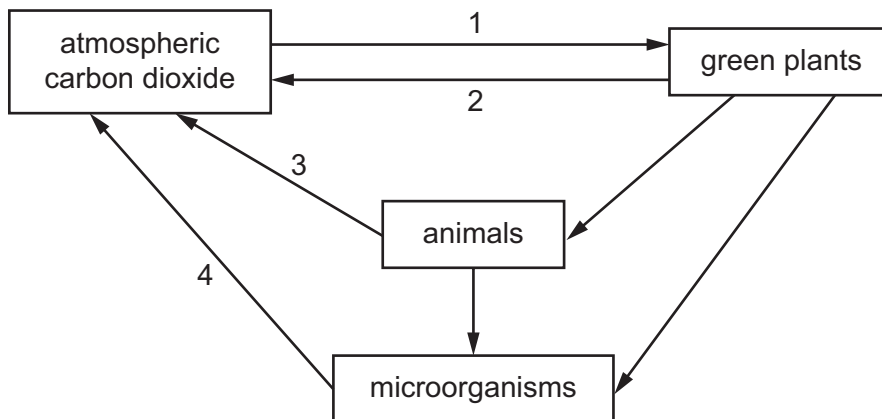 atmospheric
carbon dioxide
1
green plants
2
3
animals
4
microorganisms